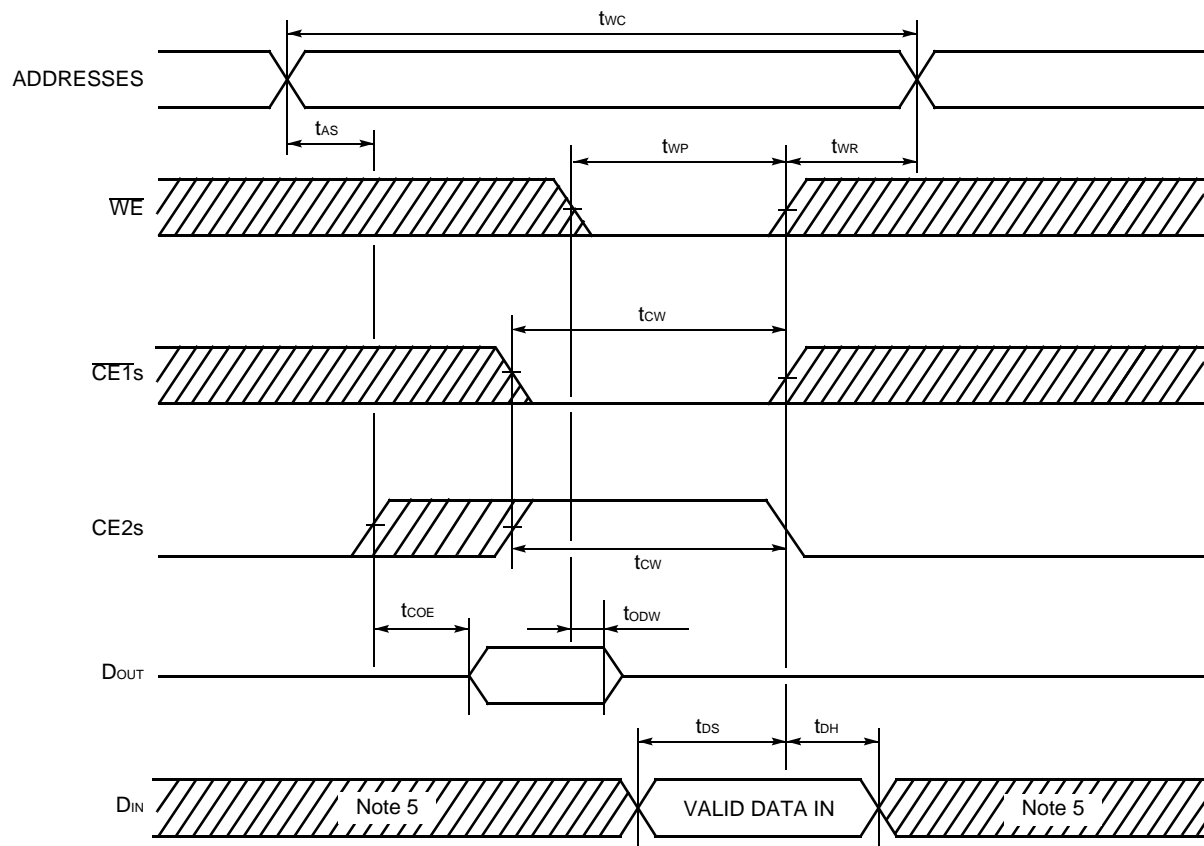 tWC
ADDRESSES
tAS
tWP
tWR
WE
tCW
CE1s
CE2s
tCW
tCOE
tODW
DOUT
tDS
tDH
DIN
Note 5
VALID DATA IN
Note 5